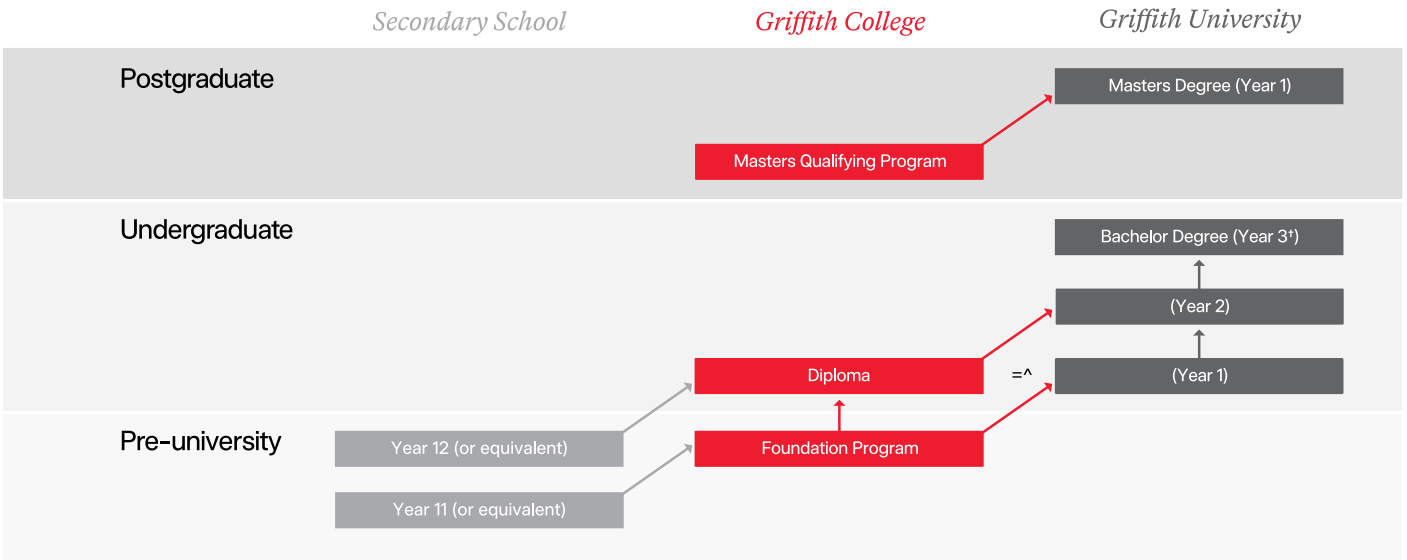 Secondary School
Griffith College
Griffith University
Postgraduate
Masters Degree (Year 1)
Masters Qualifying Program
Undergraduate
Bachelor Degree (Year 3†)
(Year 2)
Diploma
=^
(Year 1)
Pre-university
Year 12 (or equivalent)
Foundation Program
Year 11 (or equivalent)